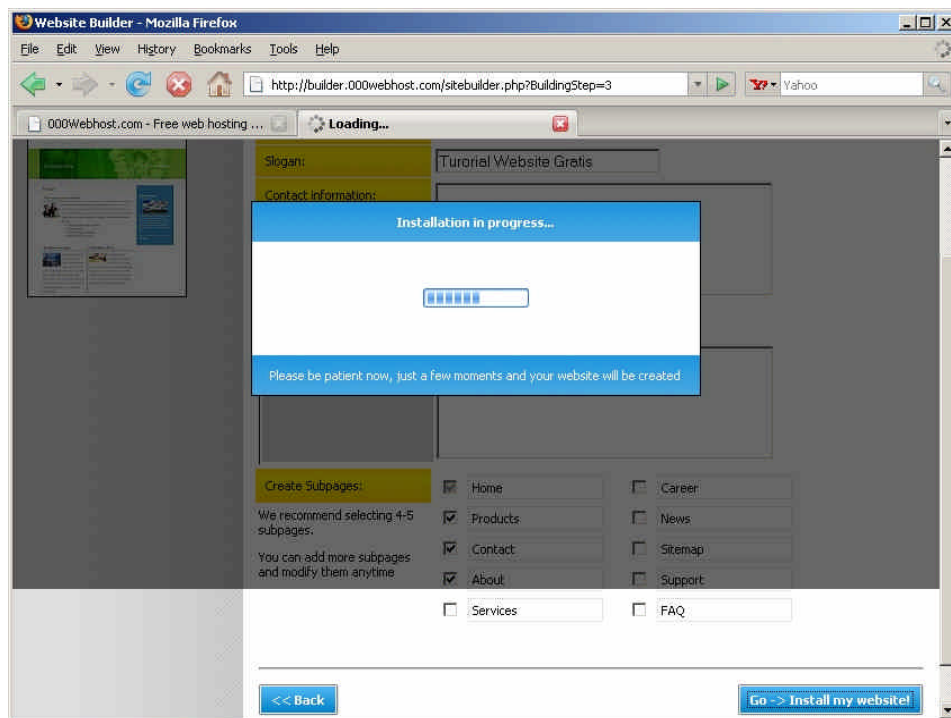 Website Builder - Mozilla Firefox
File Edit View History Bookmarks Tools Help
http://builder.000webhost.com/sitebuilder.php?BuildingStep=3
Yahoo
000Webhost.com - Free web hosting ...
Loading...
Slogan:
Turorial Website Gratis
Contact information:
Installation in progress...
Please be patient now, just a few moments and your website will be created
Create Subpages:
We recommend selecting 4-5
subpages.
You can add more subpages
and modify them anytime
Home
Career
Products
News
Contact
Sitemap
About
Support
Services
FAQ
<< Back
Go -> Install my website!